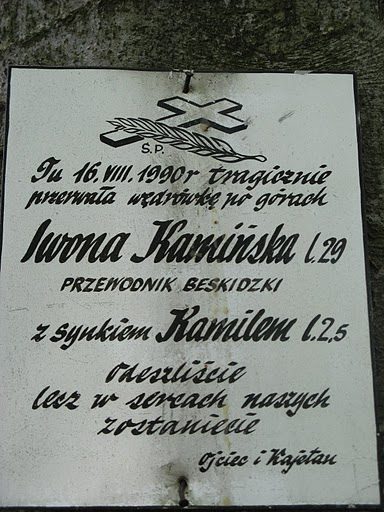 Ś.P.
Tu 16.VIII.1990r tragicznie
przerwała wędrówkę po górach
Iwona Kamińska l.29
PRZEWODNIK BESKIDZKI
z synkiem Kamilem l.2,5
Odeszliście
lecz w sercach naszych
zostaniecie
Ojciec i Kajetan